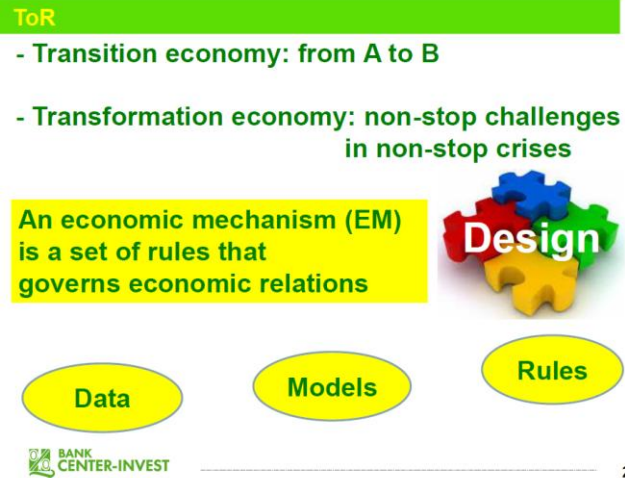 ToR
- Transition economy: from A to B
- Transformation economy: non-stop challenges
in non-stop crises
An economic mechanism (EM)
is a set of rules that
governs economic relations
Design
Data
Models
Rules
BANK
CENTER-INVEST
2